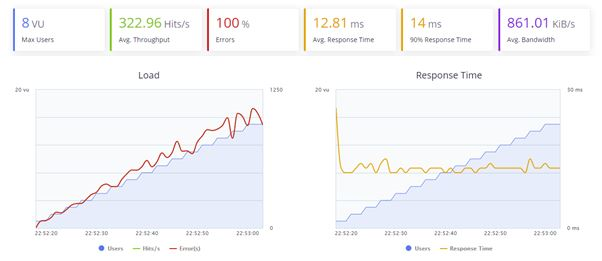 8 VU 322.96 Hits/s 100 % 12.81 ms 14 ms 861.01 KiB/s
Max Users Avg. Throughput Errors Avg. Response Time 90% Response Time Avg. Bandwidth
Load Response Time
20 vu 1250 20 vu 50 ms
0 0 ms
22:52:20 22:52:30 22:52:40 22:52:50 22:53:00 22:52:20 22:52:30 22:52:40 22:52:50 22:53:00
Users Hits/s Error(s) Users Response Time